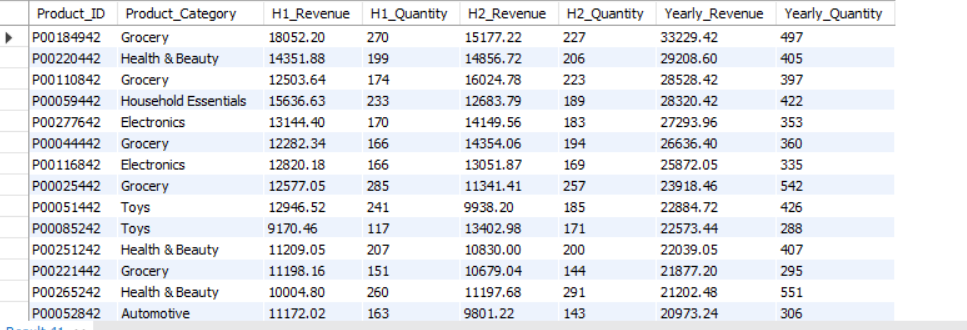 Product_ID Product_Category H1_Revenue H1_Quantity H2_Revenue H2_Quantity Yearly_Revenue Yearly_Quantity
P00184942 Grocery 18052.20 270 15177.22 227 33229.42 497
P00220442 Health & Beauty 14351.88 199 14856.72 206 29208.60 405
P00110842 Grocery 12503.64 174 16024.78 223 28528.42 397
P00059442 Household Essentials 15636.63 233 12683.79 189 28320.42 422
P00277642 Electronics 13144.40 170 14149.56 183 27293.96 353
P00044442 Grocery 12282.34 166 14354.06 194 26636.40 360
P00116842 Electronics 12820.18 166 13051.87 169 25872.05 335
P00025442 Grocery 12577.05 285 11341.41 257 23918.46 542
P00051442 Toys 12946.52 241 9938.20 185 22884.72 426
P00085242 Toys 9170.46 117 13402.98 171 22573.44 288
P00251242 Health & Beauty 11209.05 207 10830.00 200 22039.05 407
P00221442 Grocery 11198.16 151 10679.04 144 21877.20 295
P00265242 Health & Beauty 10004.80 260 11197.68 291 21202.48 551
P00052842 Automotive 11172.02 163 9801.22 143 20973.24 306